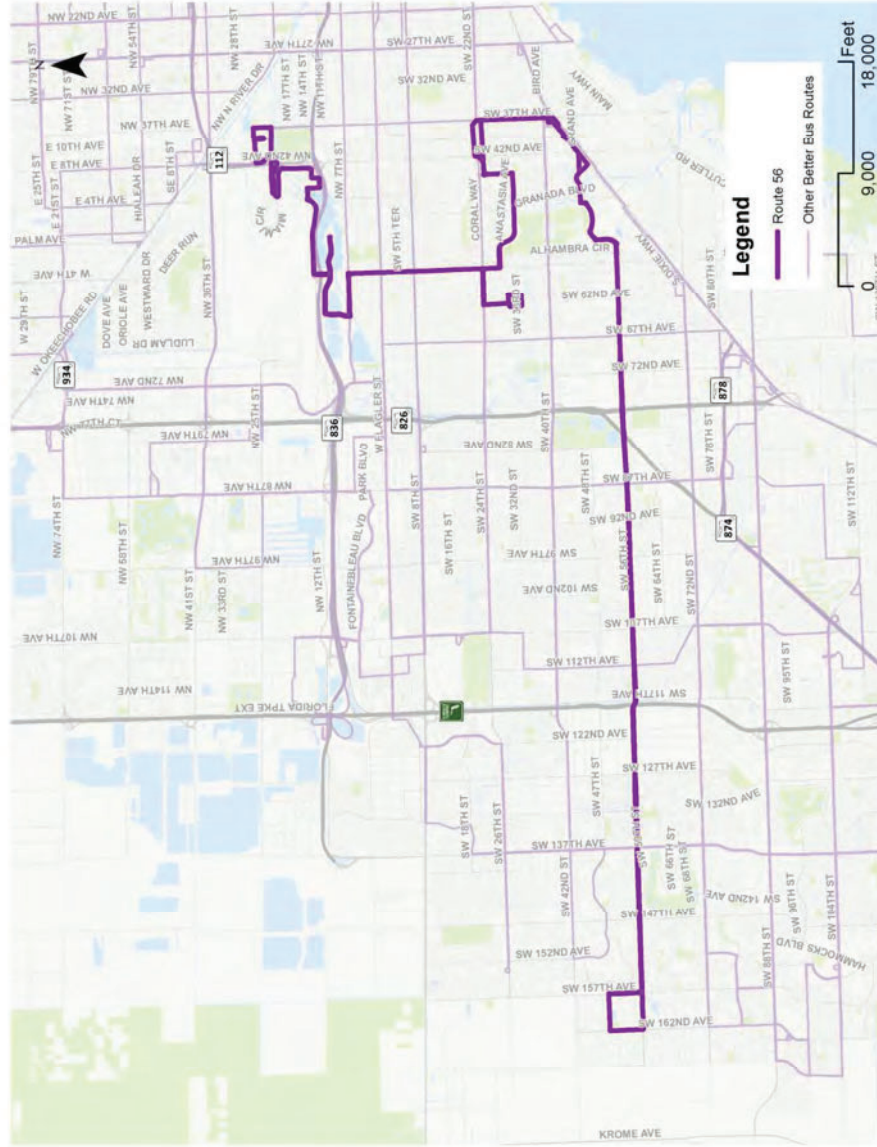 NW 22ND AVE
NW 79TH ST
NW 54TH ST
NW 28TH ST
NW 27TH AVE
SW 27TH AVE
SW 22ND ST
BIRD AVE
MAIN HWY
N
NW 71ST ST
NW 32ND AVE
NW N RIVER DR
NW 17TH ST
NW 14TH ST
NW 11TH ST
SW 32ND AVE
GRAND AVE
E 25TH ST
E 21ST ST
E 10TH AVE
E 8TH AVE
SE 8TH ST
NW 37TH AVE
SW 37TH AVE
112
NW 42ND AVE
NW 7TH ST
SW 42ND AVE
CUTLER RD
HIALEAH DR
E 4TH AVE
CORAL WAY
ANASTASIA AVE
GRANADA BLVD
PALM AVE
W 4TH AVE
DEER RUN
SW 5TH TER
ALHAMBRA CIR
S DIXIE HWY
W 29TH ST
W OKEECHOBEE RD
DOVE AVE
ORIOLE AVE
WESTWARD DR
LUDLAM DR
NW 36TH ST
SW 62ND AVE
SW 80TH ST
SW 67TH AVE
934
NW 72ND AVE
SW 72ND AVE
NW 74TH AVE
NW 77TH CT
836
W FLAGLER ST
826
878
NW 79TH AVE
NW 25TH ST
SW 82ND AVE
SW 40TH ST
SW 76TH ST
NW 87TH AVE
PARK BLVD
SW 8TH ST
SW 24TH ST
SW 32ND ST
SW 48TH ST
SW 87TH AVE
SW 112TH ST
NW 74TH ST
NW 58TH ST
FONTAINEBLEAU BLVD
SW 16TH ST
SW 92ND AVE
874
NW 97TH AVE
NW 12TH ST
SW 97TH AVE
SW 56TH ST
SW 64TH ST
SW 72ND ST
NW 41ST ST
NW 33RD ST
SW 102ND AVE
NW 107TH AVE
SW 107TH AVE
SW 112TH AVE
SW 95TH ST
NW 114TH AVE
FLORIDA TPKE EXT
SW 117TH AVE
SW 122ND AVE
SW 127TH AVE
SW 18TH ST
SW 26TH ST
SW 47TH ST
SW 132ND AVE
SW 137TH AVE
SW 42ND ST
SW 66TH ST
SW 68TH ST
SW 142ND AVE
SW 96TH ST
SW 104TH ST
SW 147TH AVE
SW 152ND AVE
SW 88TH ST
HAMMOCKS BLVD
SW 157TH AVE
SW 162ND AVE
KROME AVE
Legend
Route 56
Other Better Bus Routes
0
9,000
18,000
Feet